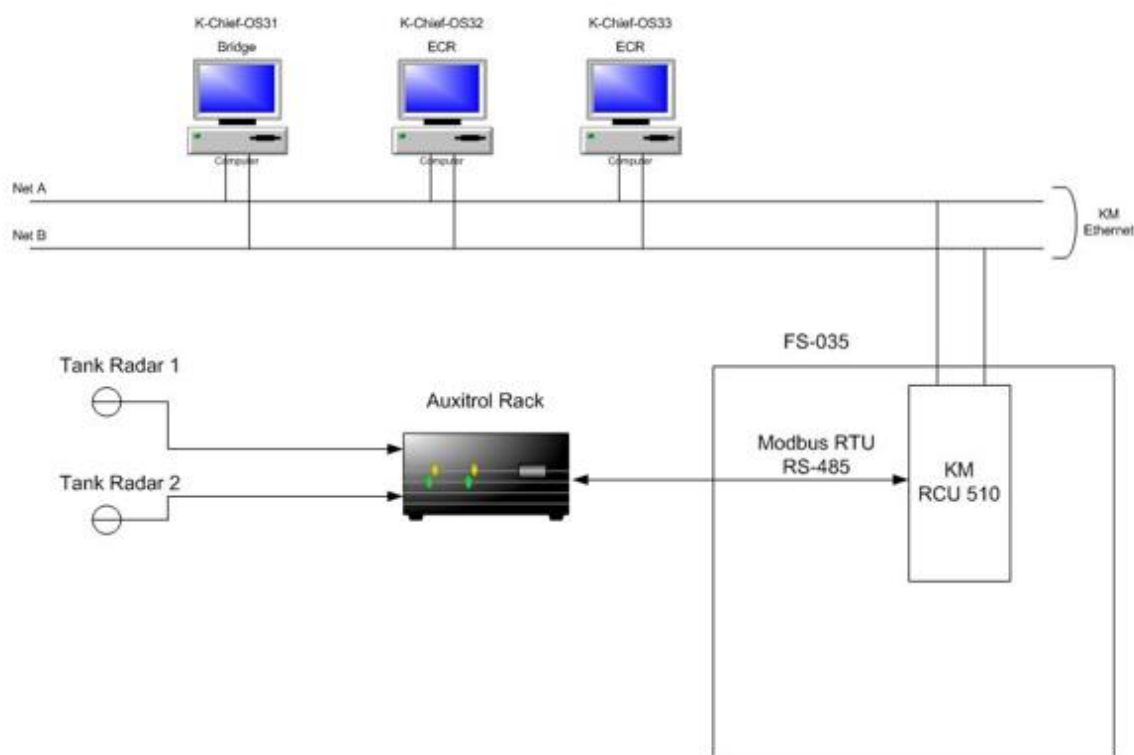 K-Chief-OS31
Bridge
K-Chief-OS32
ECR
K-Chief-OS33
ECR
Computer
Computer
Computer
Net A
Net B
KM
Ethernet
FS-035
Tank Radar 1
Auxitrol Rack
Modbus RTU
RS-485
KM
RCU 510
Tank Radar 2